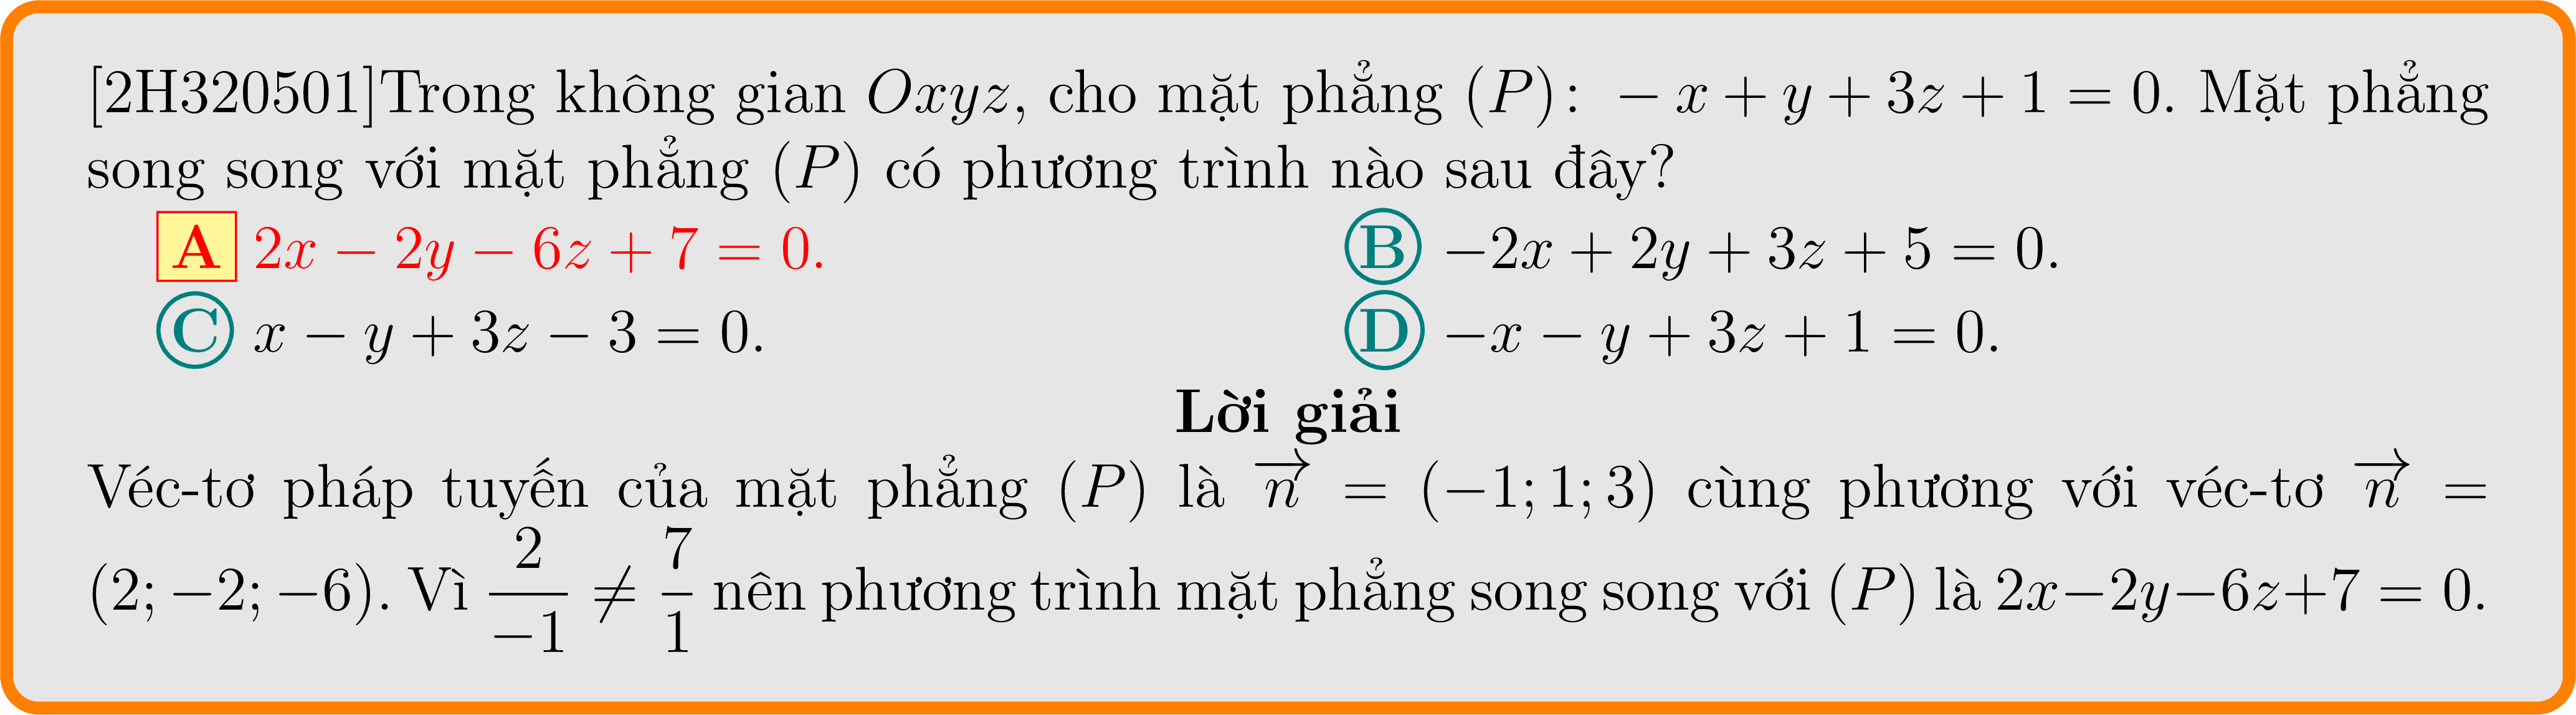 [2H320501]Trong không gian Oxyz, cho mặt phẳng (P): −x + y + 3z + 1 = 0. Mặt phẳng
song song với mặt phẳng (P) có phương trình nào sau đây?
A 2x − 2y − 6z + 7 = 0. B −2x + 2y + 3z + 5 = 0.
C x − y + 3z − 3 = 0. D −x − y + 3z + 1 = 0.
Lời giải
Véc-tơ pháp tuyến của mặt phẳng (P) là $\overrightarrow{n}$ = (−1; 1; 3) cùng phương với véc-tơ $\overrightarrow{n}$ =
(2; −2; −6). Vì $\frac{2}{-1} \neq \frac{7}{1}$ nên phương trình mặt phẳng song song với (P) là 2x−2y−6z+7 = 0.